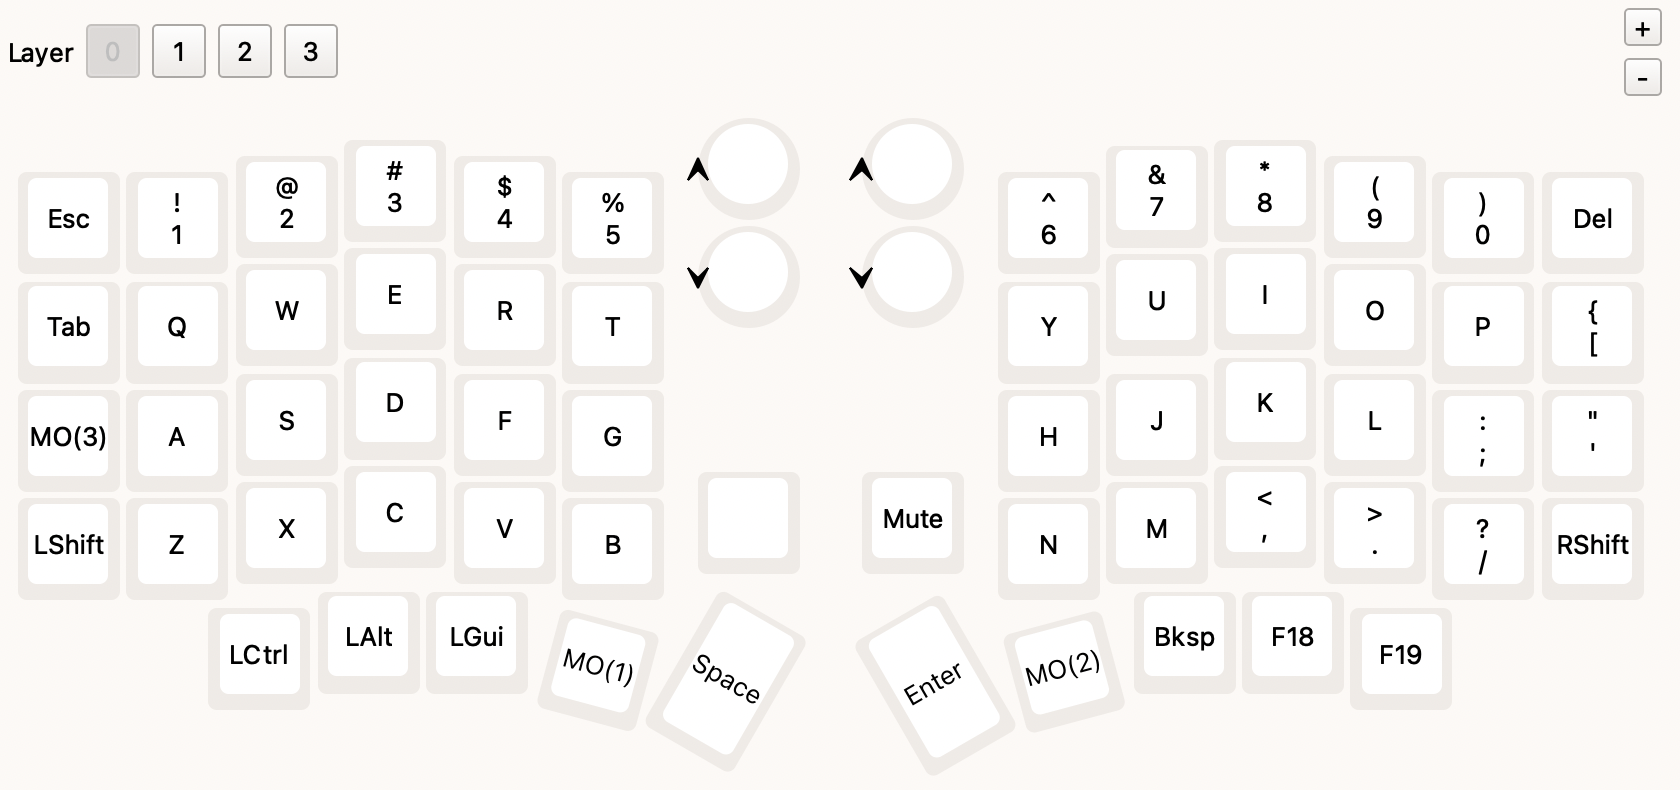 Layer 0 1 2 3
+
-
Esc ! 1 @ 2 # 3 $ 4 % 5 ^ 6 & 7 * 8 ( 9 ) 0 Del
Tab Q W E R T Y U I O P { [
MO(3) A S D F G H J K L : ; " '
LShift Z X C V B Mute N M < , > . ? / RShift
LCtrl LAlt LGui MO(1) Space Enter MO(2) Bksp F18 F19